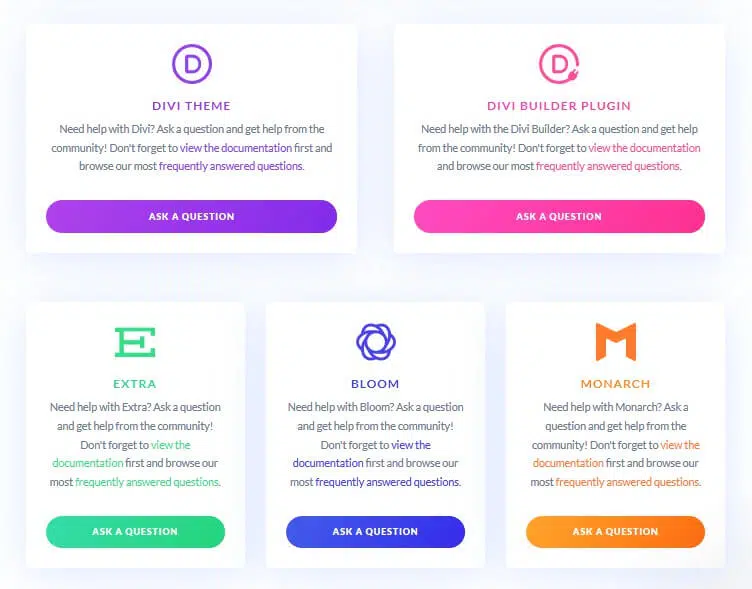 DIVI THEME
Need help with Divi? Ask a question and get help from the
community! Don't forget to view the documentation first and
browse our most frequently answered questions.
ASK A QUESTION
DIVI BUILDER PLUGIN
Need help with the Divi Builder? Ask a question and get help
from the community! Don't forget to view the documentation
and browse our most frequently answered questions.
ASK A QUESTION
EXTRA
Need help with Extra? Ask a question
and get help from the community!
Don't forget to view the
documentation first and browse our
most frequently answered questions.
ASK A QUESTION
BLOOM
Need help with Bloom? Ask a question
and get help from the community!
Don't forget to view the
documentation first and browse our
most frequently answered questions.
ASK A QUESTION
MONARCH
Need help with Monarch? Ask a
question and get help from the
community! Don't forget to view the
documentation first and browse our
most frequently answered questions.
ASK A QUESTION